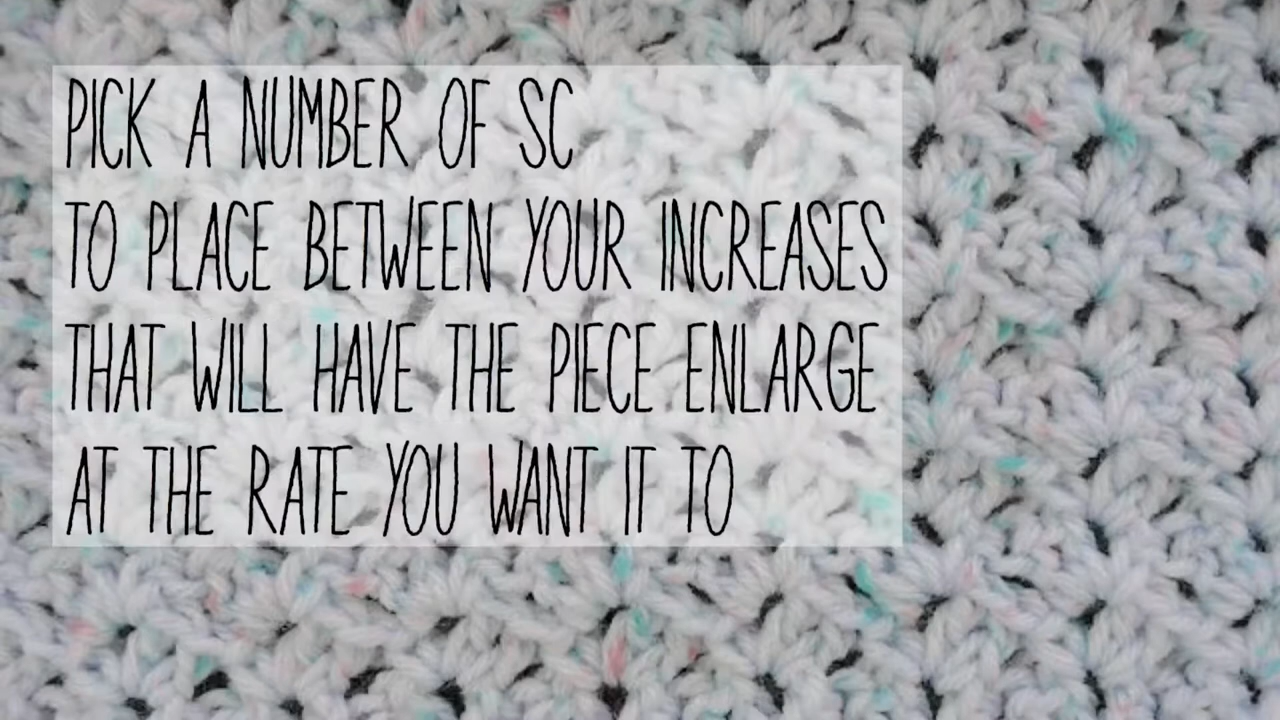 PICK A NUMBER OF SC
TO PLACE BETWEEN YOUR INCREASES
THAT WILL HAVE THE PIECE ENLARGE
AT THE RATE YOU WANT IT TO